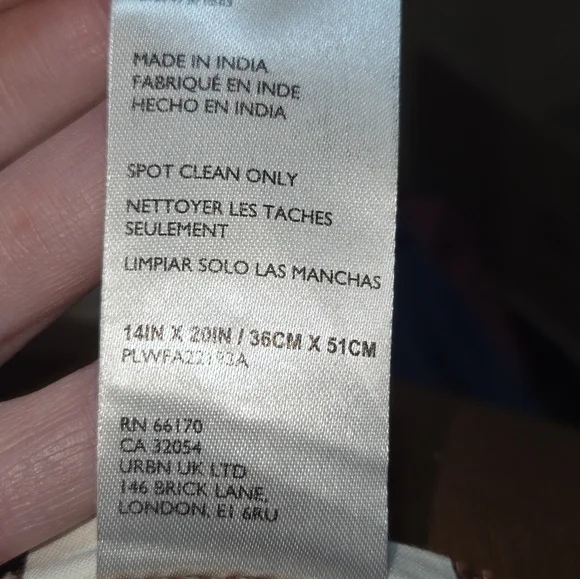 MADE IN INDIA
FABRIQUÉ EN INDE
HECHO EN INDIA
SPOT CLEAN ONLY
NETTOYER LES TACHES
SEULEMENT
LIMPIAR SOLO LAS MANCHAS
14IN X 20IN / 36CM X 51CM
RN 66170
CA 32054
URBN UK LTD
146 BRICK LANE,
LONDON, E1 6RU